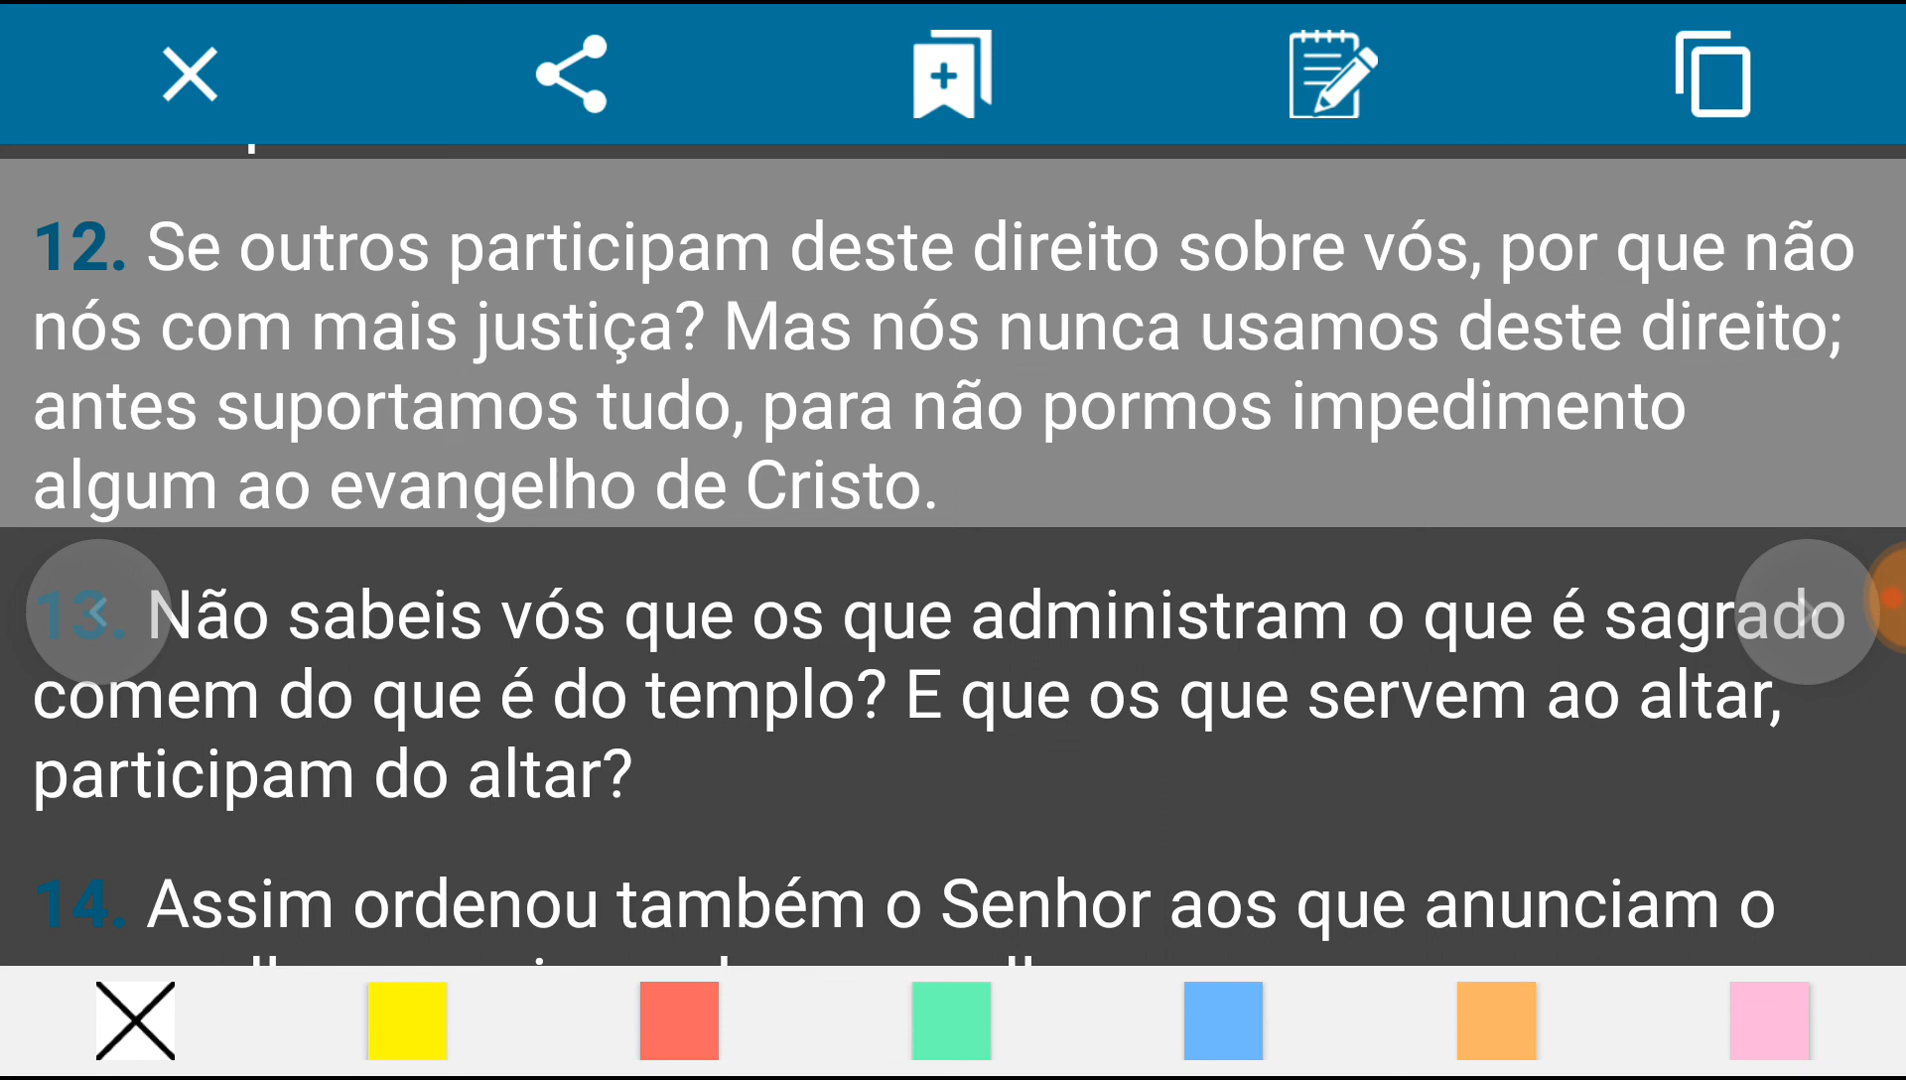 12. Se outros participam deste direito sobre vós, por que não
nós com mais justiça? Mas nós nunca usamos deste direito;
antes suportamos tudo, para não pormos impedimento
algum ao evangelho de Cristo.
13. Não sabeis vós que os que administram o que é sagrado
comem do que é do templo? E que os que servem ao altar,
participam do altar?
14. Assim ordenou também o Senhor aos que anunciam o